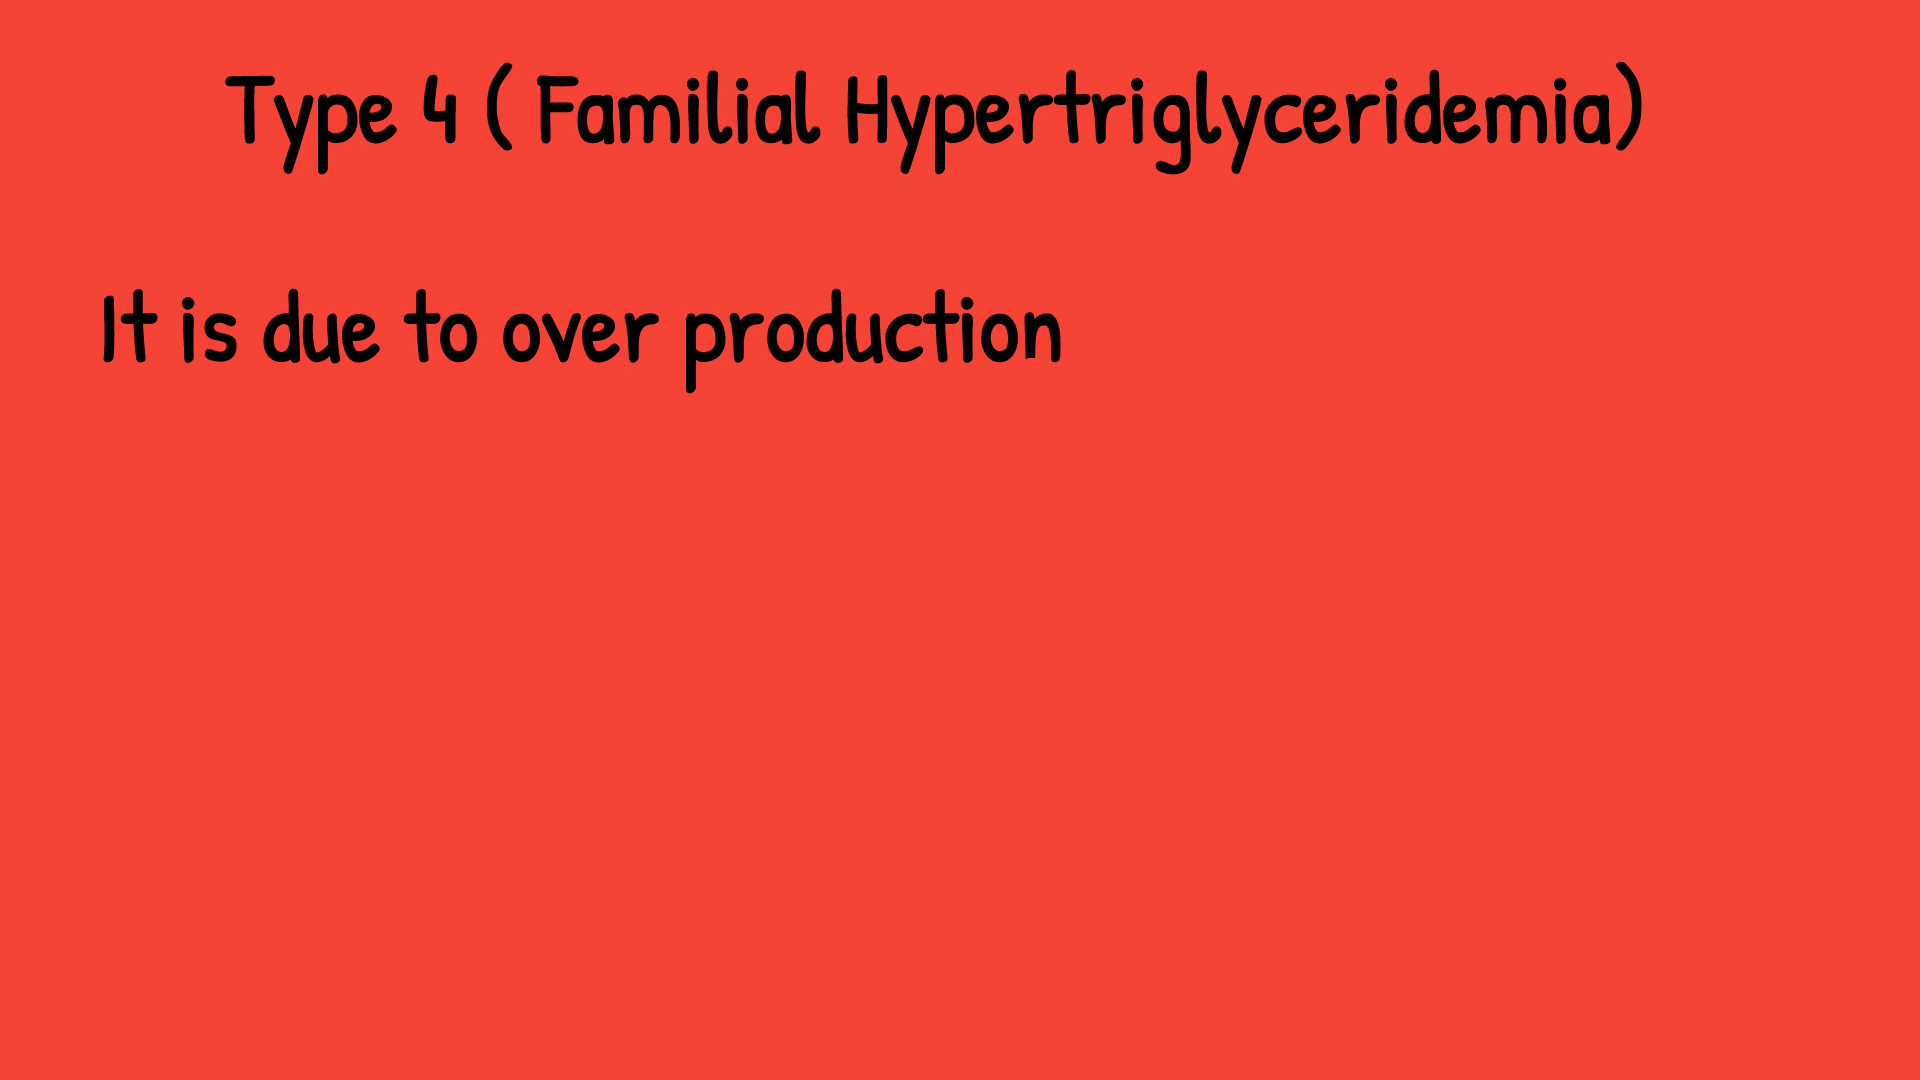 Type 4 ( Familial Hypertriglyceridemia)
It is due to over production